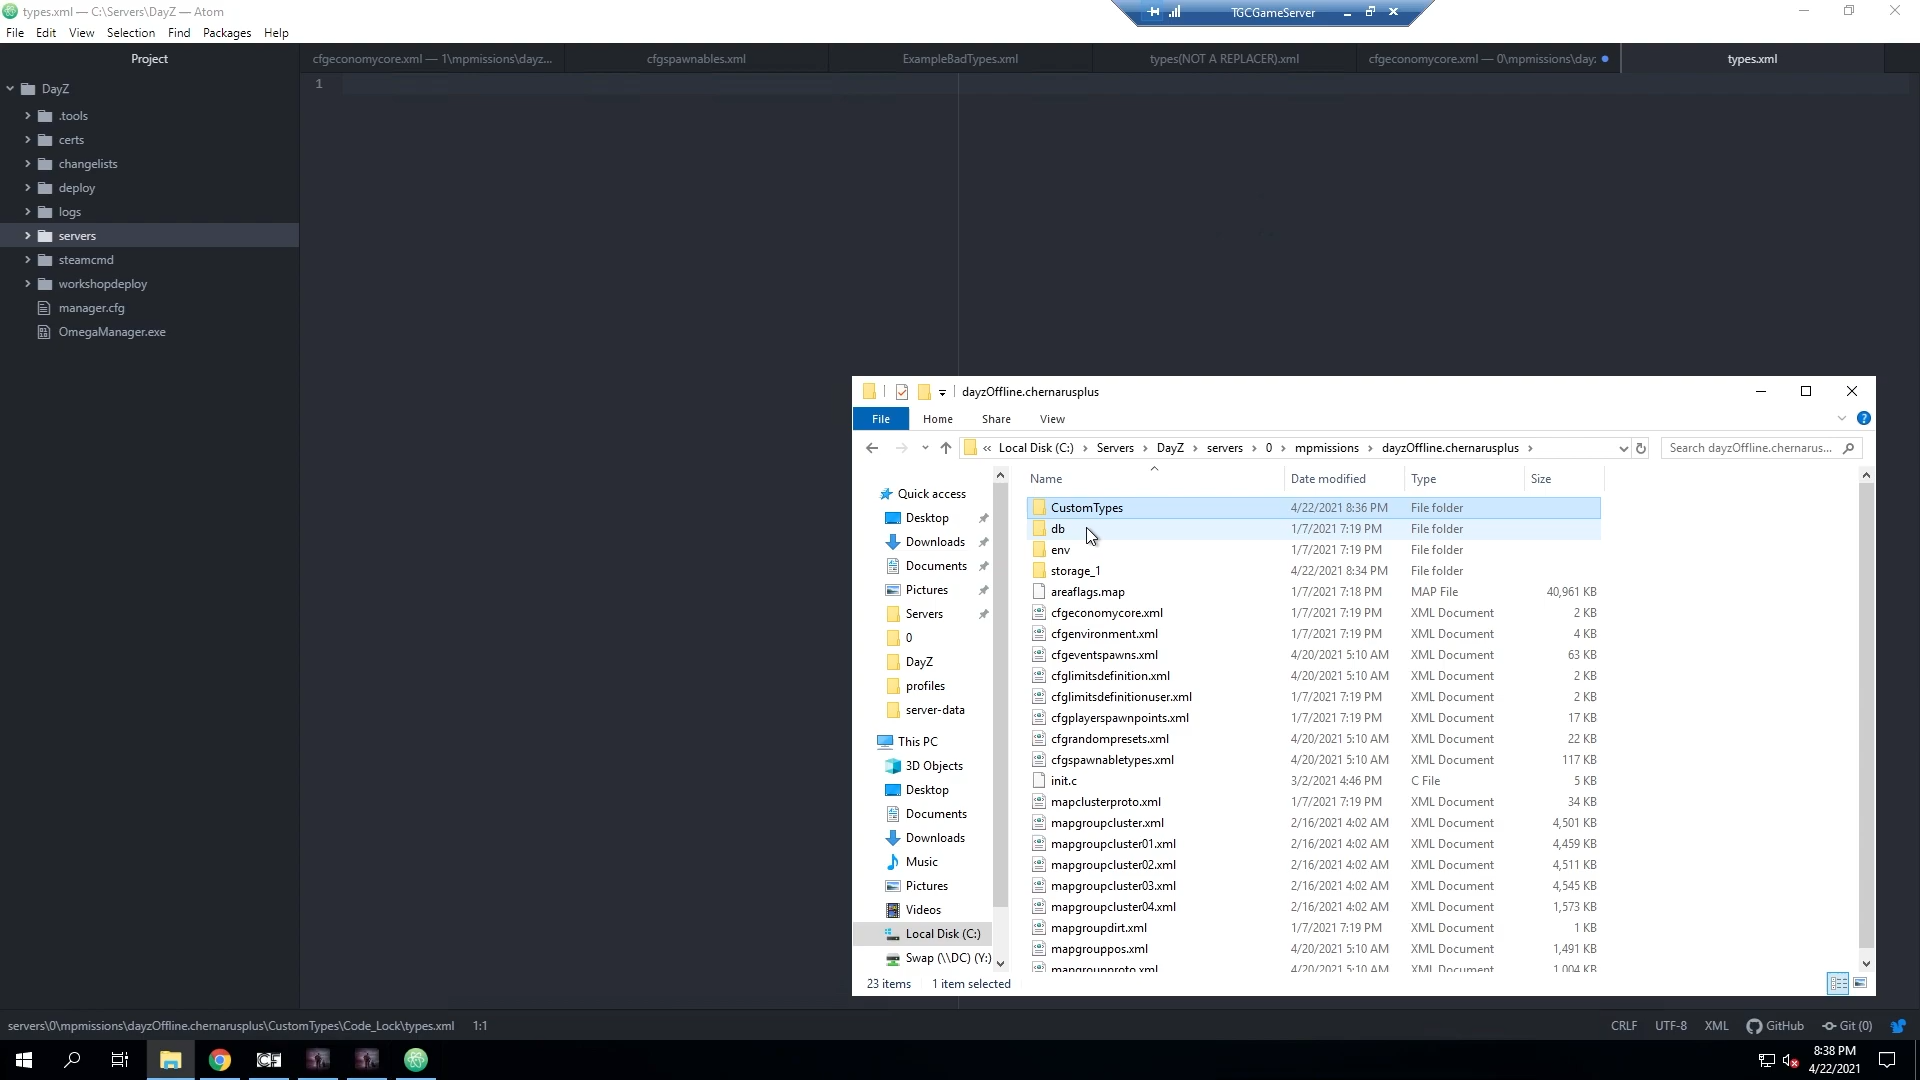 types.xml — C:\Servers\DayZ — Atom
TGCGameServer
File Edit View Selection Find Packages Help
Project
cfgeconomycore.xml — 1\mpmissions\dayz...
cfgspawnables.xml
ExampleBadTypes.xml
types(NOT A REPLACER).xml
cfgeconomycore.xml — 0\mpmissions\day:
types.xml
1
DayZ
.tools
certs
changelists
deploy
logs
servers
steamcmd
workshopdeploy
manager.cfg
OmegaManager.exe
dayzOffline.chernarusplus
File Home Share View
« Local Disk (C:) > Servers > DayZ > servers > 0 > mpmissions > dayzOffline.chernarusplus >
Search dayzOffline.chernarus...
Quick access
Desktop
Downloads
Documents
Pictures
Servers
0
DayZ
profiles
server-data
This PC
3D Objects
Desktop
Documents
Downloads
Music
Pictures
Videos
Local Disk (C:)
Swap (\\DC) (Y:)
Name Date modified Type Size
CustomTypes 4/22/2021 8:36 PM File folder
db 1/7/2021 7:19 PM File folder
env 1/7/2021 7:19 PM File folder
storage_1 4/22/2021 8:34 PM File folder
areaflags.map 1/7/2021 7:18 PM MAP File 40,961 KB
cfgeconomycore.xml 1/7/2021 7:19 PM XML Document 2 KB
cfgenvironment.xml 1/7/2021 7:19 PM XML Document 4 KB
cfgeventspawns.xml 4/20/2021 5:10 AM XML Document 63 KB
cfglimitsdefinition.xml 4/20/2021 5:10 AM XML Document 2 KB
cfglimitsdefinitionuser.xml 1/7/2021 7:19 PM XML Document 2 KB
cfgplayerspawnpoints.xml 1/7/2021 7:19 PM XML Document 17 KB
cfgrandompresets.xml 4/20/2021 5:10 AM XML Document 22 KB
cfgspawnabletypes.xml 4/20/2021 5:10 AM XML Document 117 KB
init.c 3/2/2021 4:46 PM C File 5 KB
mapclusterproto.xml 1/7/2021 7:19 PM XML Document 34 KB
mapgroupcluster.xml 2/16/2021 4:02 AM XML Document 4,501 KB
mapgroupcluster01.xml 2/16/2021 4:02 AM XML Document 4,459 KB
mapgroupcluster02.xml 2/16/2021 4:02 AM XML Document 4,511 KB
mapgroupcluster03.xml 2/16/2021 4:02 AM XML Document 4,545 KB
mapgroupcluster04.xml 2/16/2021 4:02 AM XML Document 1,573 KB
mapgroupdirt.xml 1/7/2021 7:19 PM XML Document 1 KB
mapgrouppos.xml 4/20/2021 5:10 AM XML Document 1,491 KB
mapgroupproto.xml 4/20/2021 5:10 AM XML Document 1,004 KB
23 items 1 item selected
servers\0\mpmissions\dayzOffline.chernarusplus\CustomTypes\Code_Lock\types.xml 1:1
CRLF UTF-8 XML GitHub Git (0)
CF
8:38 PM
4/22/2021